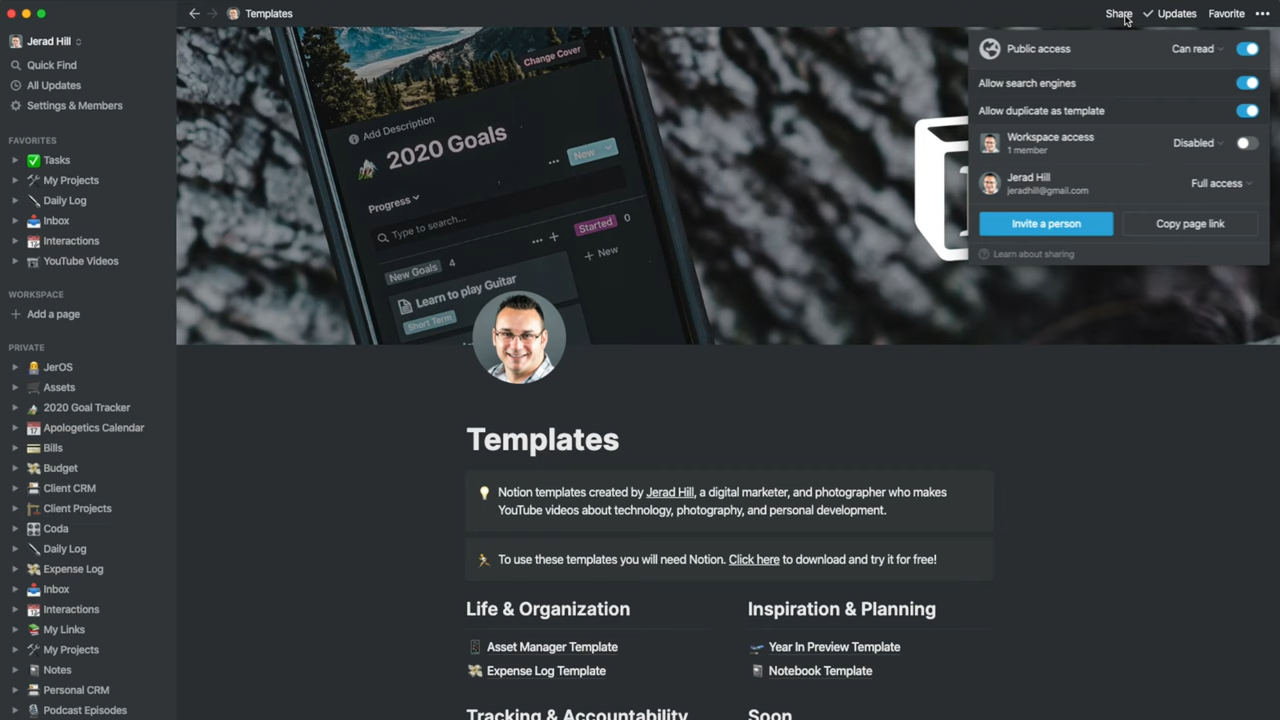 Templates
Share
Updates
Favorite
Jerad Hill
Quick Find
All Updates
Settings & Members
FAVORITES
Tasks
My Projects
Daily Log
Inbox
Interactions
YouTube Videos
WORKSPACE
Add a page
PRIVATE
JerOS
Assets
2020 Goal Tracker
Apologetics Calendar
Bills
Budget
Client CRM
Client Projects
Coda
Daily Log
Expense Log
Inbox
Interactions
My Links
My Projects
Notes
Personal CRM
Podcast Episodes
Change Cover
Add Description
2020 Goals
New
Progress
Type to search...
Started 0
New
New Goals 4
Learn to play Guitar
Short Term
Public access Can read
Allow search engines
Allow duplicate as template
Workspace access
1 member
Disabled
Jerad Hill
jeradhill@gmail.com
Full access
Invite a person
Copy page link
Learn about sharing
Templates
Notion templates created by Jerad Hill, a digital marketer, and photographer who makes
YouTube videos about technology, photography, and personal development.
To use these templates you will need Notion. Click here to download and try it for free!
Life & Organization
Asset Manager Template
Expense Log Template
Inspiration & Planning
Year In Preview Template
Notebook Template
Tracking & Accountability
Soon